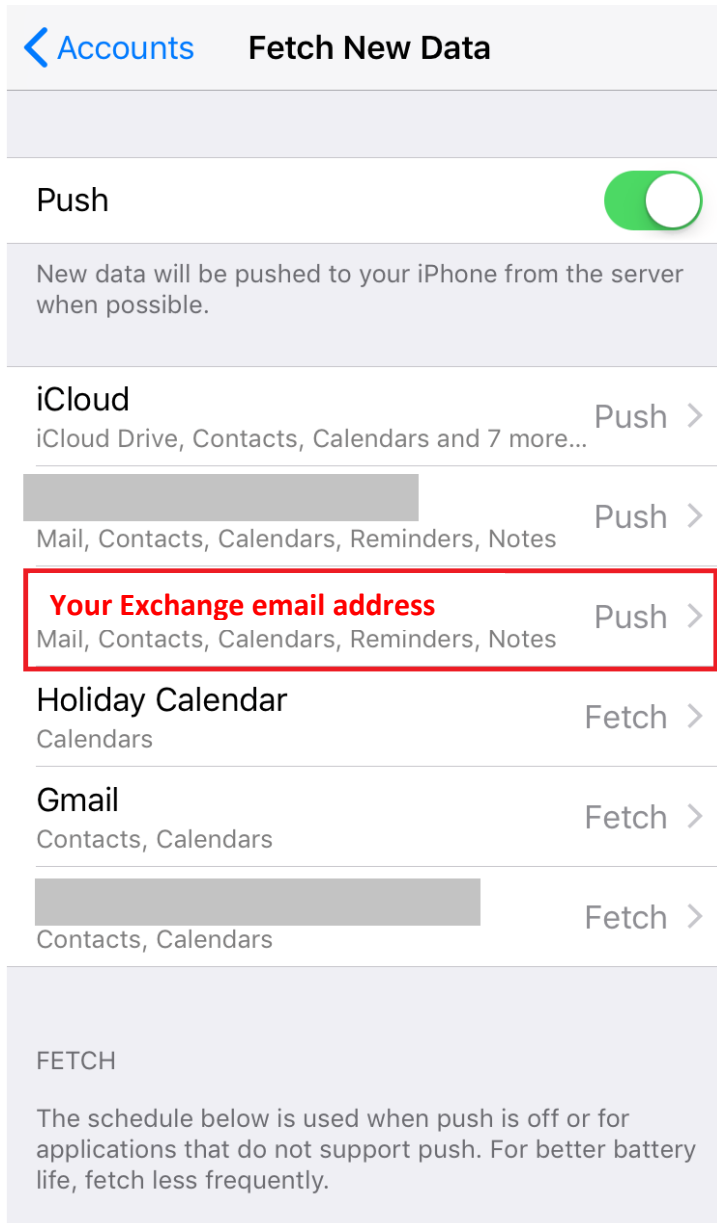 Accounts Fetch New Data
Push
New data will be pushed to your iPhone from the server
when possible.
iCloud
iCloud Drive, Contacts, Calendars and 7 more...
Push
Mail, Contacts, Calendars, Reminders, Notes
Push
Your Exchange email address
Mail, Contacts, Calendars, Reminders, Notes
Push
Holiday Calendar
Calendars
Fetch
Gmail
Contacts, Calendars
Fetch
Contacts, Calendars
Fetch
FETCH
The schedule below is used when push is off or for
applications that do not support push. For better battery
life, fetch less frequently.